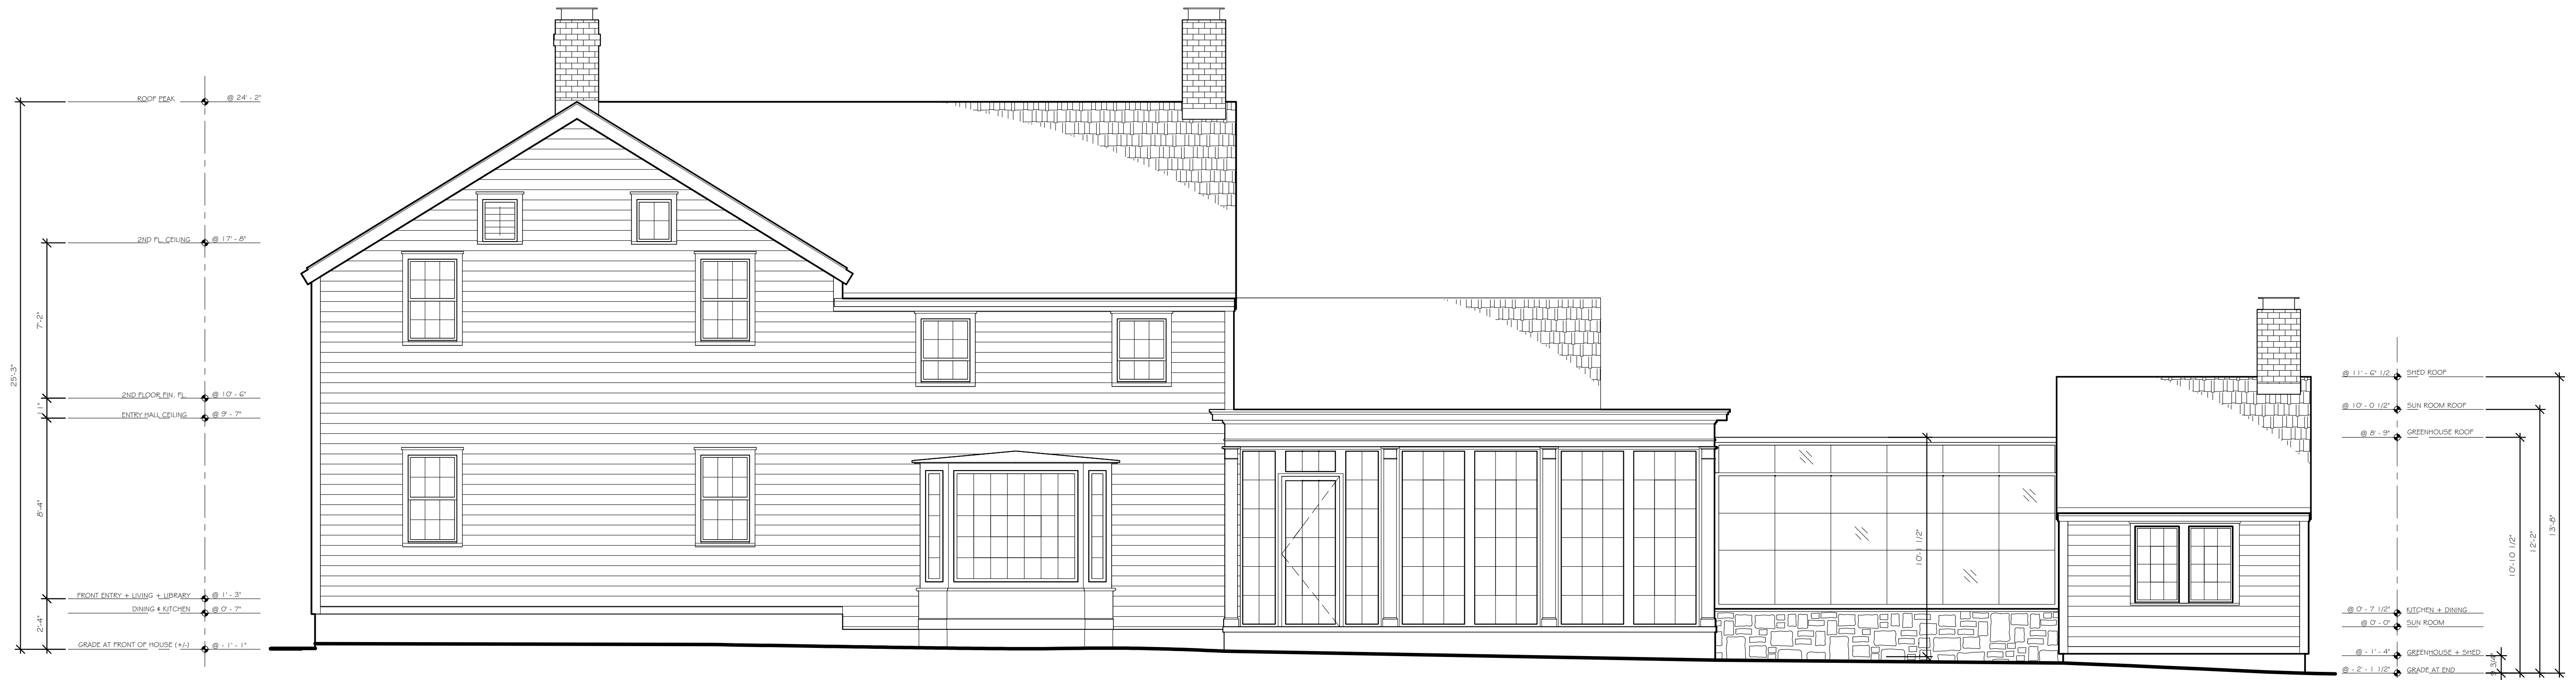 ROOF PEAK @ 24' - 2"
2ND FL. CEILING @ 17' - 8"
2ND FLOOR FIN. FL. @ 10' - 6"
ENTRY HALL CEILING @ 9' - 7"
FRONT ENTRY + LIVING + LIBRARY @ 1' - 3"
DINING & KITCHEN @ 0' - 7"
GRADE AT FRONT OF HOUSE (+/-) @ - 1' - 1"
25'-3"
7'-2"
11"
8'-4"
2'-4"
10'-1 1/2"
@ 11' - 6" 1/2 SHED ROOF
@ 10' - 0 1/2" SUN ROOM ROOF
@ 8' - 9" GREENHOUSE ROOF
@ 0' - 7 1/2" KITCHEN + DINING
@ 0' - 0" SUN ROOM
@ - 1' - 4" GREENHOUSE + SHED
@ - 2' - 1 1/2" GRADE AT END
10'-10 1/2"
12'-2"
13'-8"